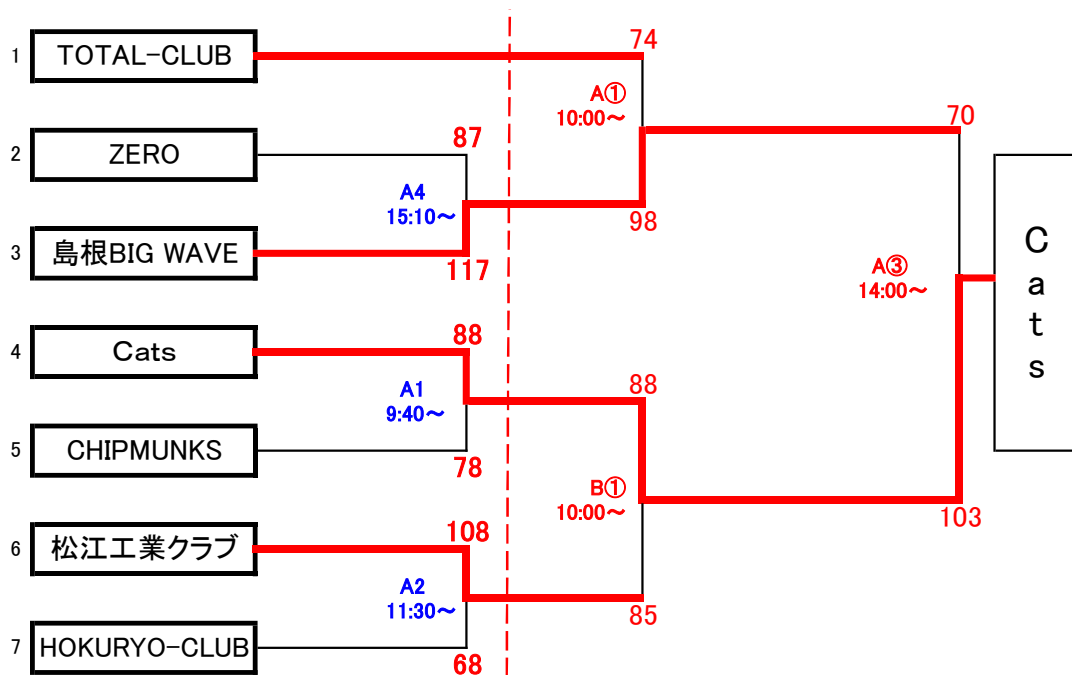 1 TOTAL-CLUB
74
A①
10:00～
70
2 ZERO
87
A4
15:10～
98
3 島根BIG WAVE
117
A③
14:00～
Cats
4 Cats
88
A1
9:40～
88
5 CHIPMUNKS
78
B①
10:00～
103
6 松江工業クラブ
108
A2
11:30～
85
7 HOKURYO-CLUB
68